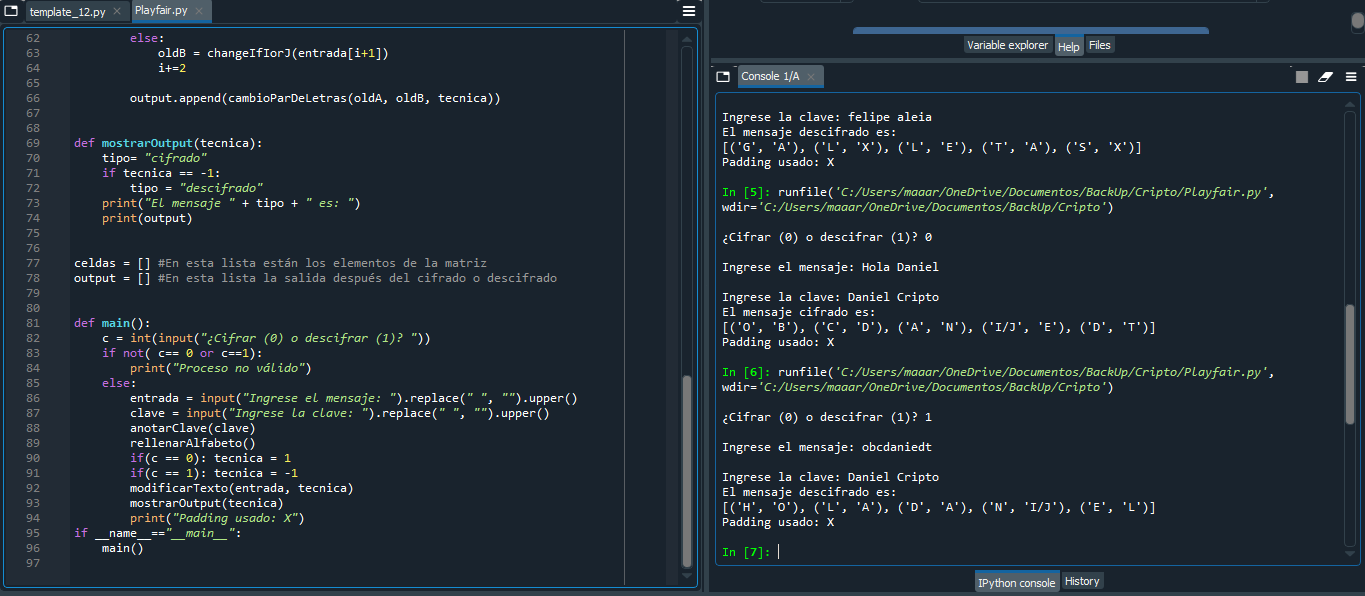 template_12.py
Playfair.py
62 else:
63 oldB = changeIfIorJ(entrada[i+1])
64 i+=2
65
66 output.append(cambioParDeLetras(oldA, oldB, tecnica))
67
68
69 def mostrarOutput(tecnica):
70 tipo= "cifrado"
71 if tecnica == -1:
72 tipo = "descifrado"
73 print("El mensaje " + tipo + " es: ")
74 print(output)
75
76
77 celdas = [] #En esta lista están los elementos de la matriz
78 output = [] #En esta lista la salida después del cifrado o descifrado
79
80
81 def main():
82 c = int(input("¿Cifrar (0) o descifrar (1)? "))
83 if not( c== 0 or c==1):
84 print("Proceso no válido")
85 else:
86 entrada = input("Ingrese el mensaje: ").replace(" ", "").upper()
87 clave = input("Ingrese la clave: ").replace(" ", "").upper()
88 anotarClave(clave)
89 rellenarAlfabeto()
90 if(c == 0): tecnica = 1
91 if(c == 1): tecnica = -1
92 modificarTexto(entrada, tecnica)
93 mostrarOutput(tecnica)
94 print("Padding usado: X")
95 if __name__=="__main__":
96 main()
97
Variable explorer Help Files
Console 1/A
Ingrese la clave: felipe aleia
El mensaje descifrado es:
[('G', 'A'), ('L', 'X'), ('L', 'E'), ('T', 'A'), ('S', 'X')]
Padding usado: X
In [5]: runfile('C:/Users/maaar/OneDrive/Documentos/BackUp/Cripto/Playfair.py',
wdir='C:/Users/maaar/OneDrive/Documentos/BackUp/Cripto')
¿Cifrar (0) o descifrar (1)? 0
Ingrese el mensaje: Hola Daniel
Ingrese la clave: Daniel Cripto
El mensaje cifrado es:
[('O', 'B'), ('C', 'D'), ('A', 'N'), ('I/J', 'E'), ('D', 'T')]
Padding usado: X
In [6]: runfile('C:/Users/maaar/OneDrive/Documentos/BackUp/Cripto/Playfair.py',
wdir='C:/Users/maaar/OneDrive/Documentos/BackUp/Cripto')
¿Cifrar (0) o descifrar (1)? 1
Ingrese el mensaje: obcdaniedt
Ingrese la clave: Daniel Cripto
El mensaje descifrado es:
[('H', 'O'), ('L', 'A'), ('D', 'A'), ('N', 'I/J'), ('E', 'L')]
Padding usado: X
In [7]:
IPython console History